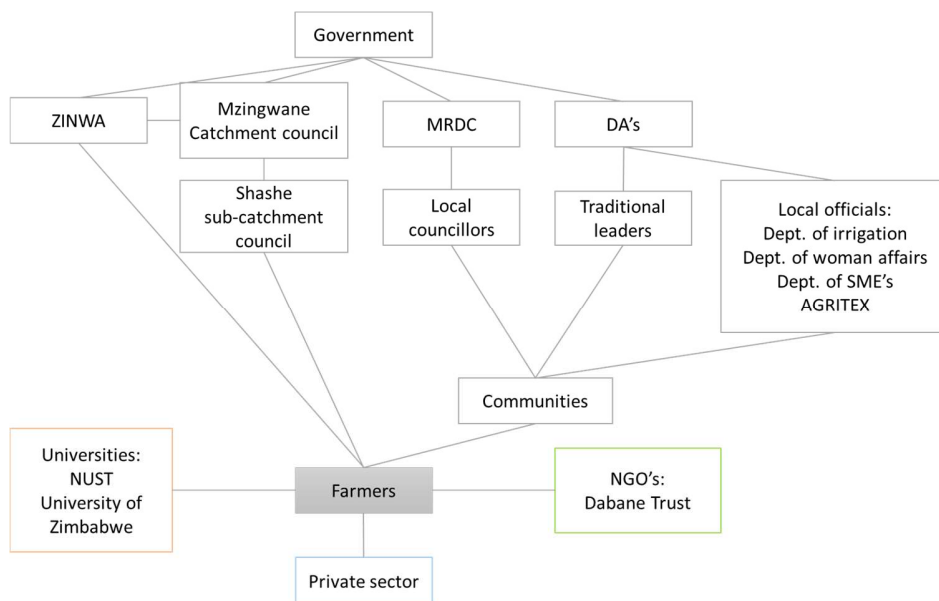 Government
ZINWA
Mzingwane
Catchment council
MRDC
DA's
Shashe
sub-catchment
council
Local
councillors
Traditional
leaders
Local officials:
Dept. of irrigation
Dept. of woman affairs
Dept. of SME's
AGRITEX
Communities
Universities:
NUST
University of
Zimbabwe
Farmers
NGO's:
Dabane Trust
Private sector